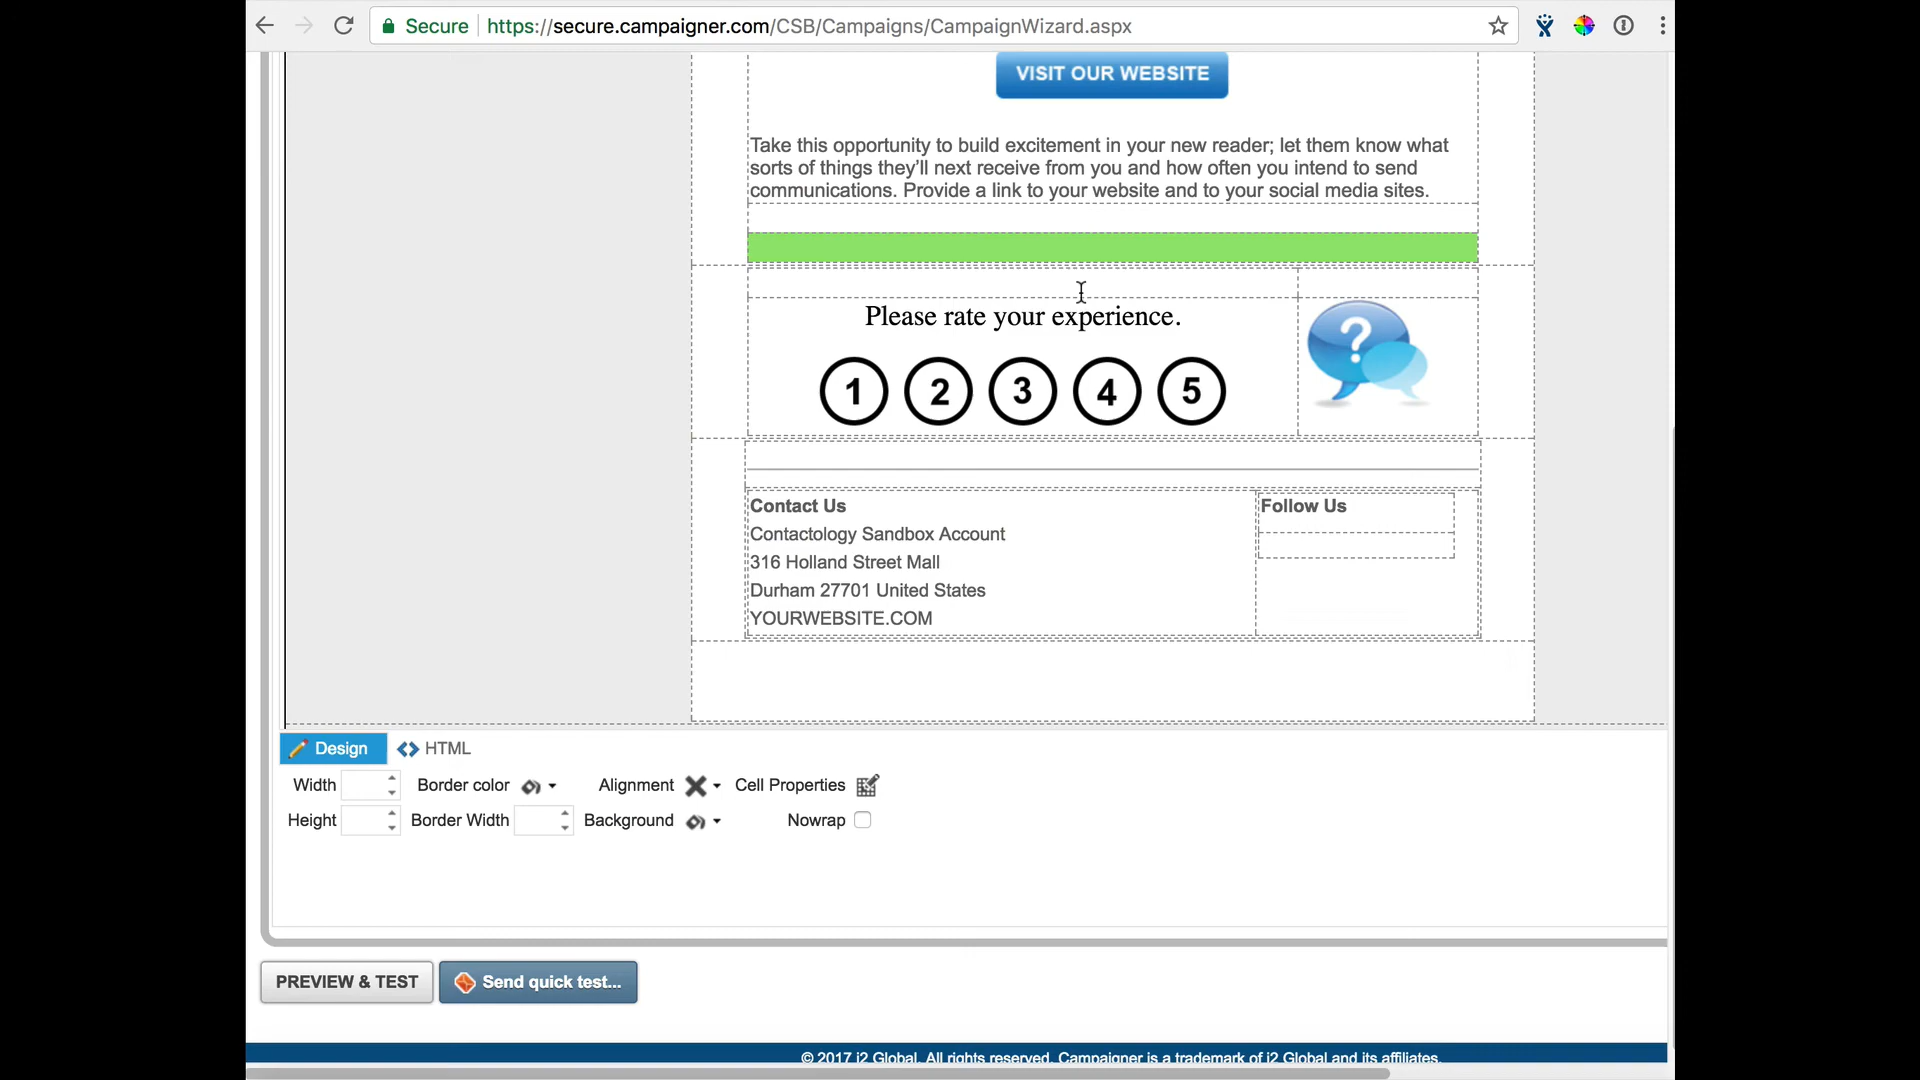 Secure https://secure.campaigner.com/CSB/Campaigns/CampaignWizard.aspx
VISIT OUR WEBSITE
Take this opportunity to build excitement in your new reader; let them know what
sorts of things they’ll next receive from you and how often you intend to send
communications. Provide a link to your website and to your social media sites.
Please rate your experience.
?
1 2 3 4 5
Contact Us
Contactology Sandbox Account
316 Holland Street Mall
Durham 27701 United States
YOURWEBSITE.COM
Follow Us
Design HTML
Width Border color Alignment Cell Properties
Height Border Width Background Nowrap
PREVIEW & TEST Send quick test...
© 2017 j2 Global. All rights reserved. Campaigner is a trademark of j2 Global and its affiliates.